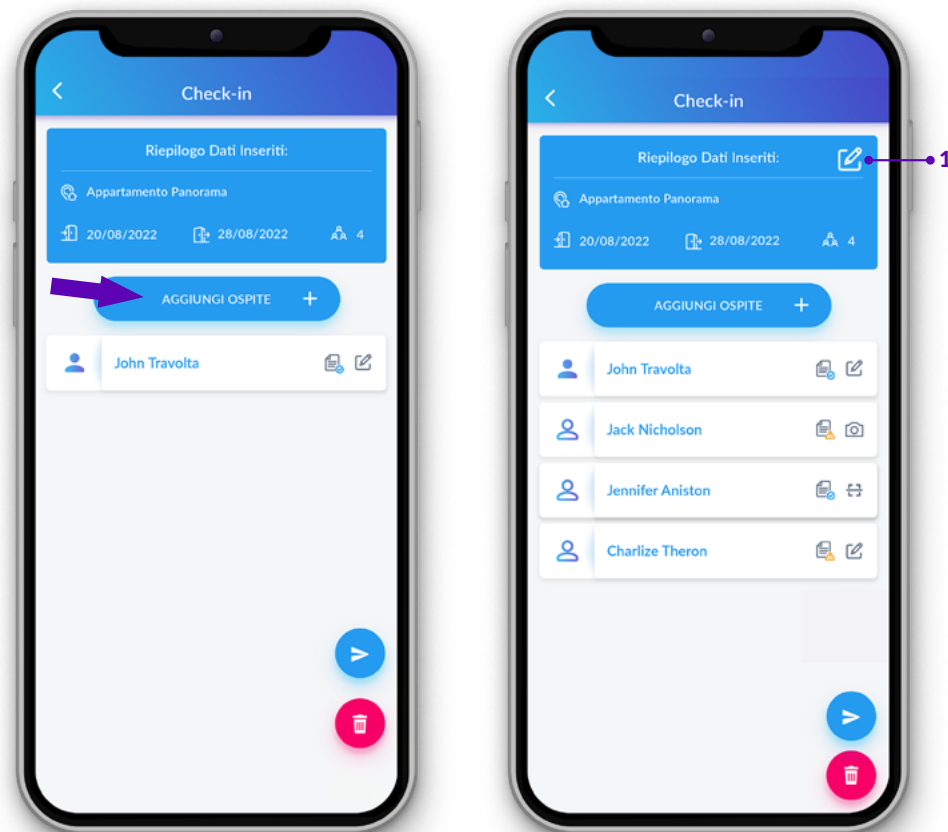 Check-in
Riepilogo Dati Inseriti:
Appartamento Panorama
20/08/2022 28/08/2022 4
AGGIUNGI OSPITE +
John Travolta
Check-in
Riepilogo Dati Inseriti:
1
Appartamento Panorama
20/08/2022 28/08/2022 4
AGGIUNGI OSPITE +
John Travolta
Jack Nicholson
Jennifer Aniston
Charlize Theron